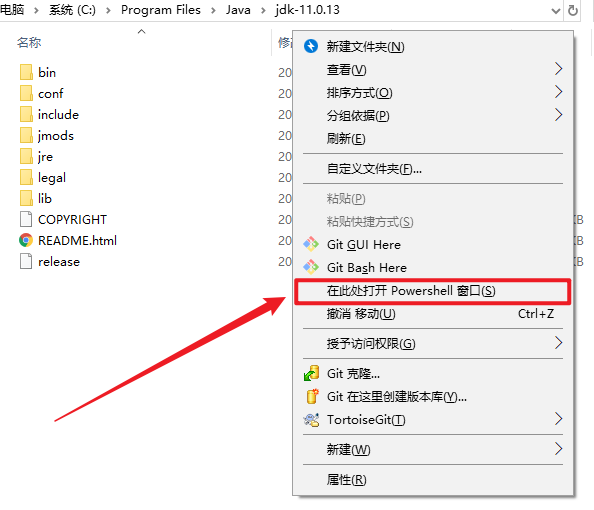 电脑 › 系统 (C:) › Program Files › Java › jdk-11.0.13
名称
修
bin
conf
include
jmods
jre
legal
lib
COPYRIGHT
README.html
release
20
20
20
20
20
20
20
20
20
20
KB
KB
新建文件夹(N)
查看(V)
排序方式(O)
分组依据(P)
刷新(E)
自定义文件夹(F)...
粘贴(P)
粘贴快捷方式(S)
Git GUI Here
Git Bash Here
在此处打开 Powershell 窗口(S)
撤消 移动(U) Ctrl+Z
授予访问权限(G)
Git 克隆...
Git 在这里创建版本库(Y)...
TortoiseGit(T)
新建(W)
属性(R)